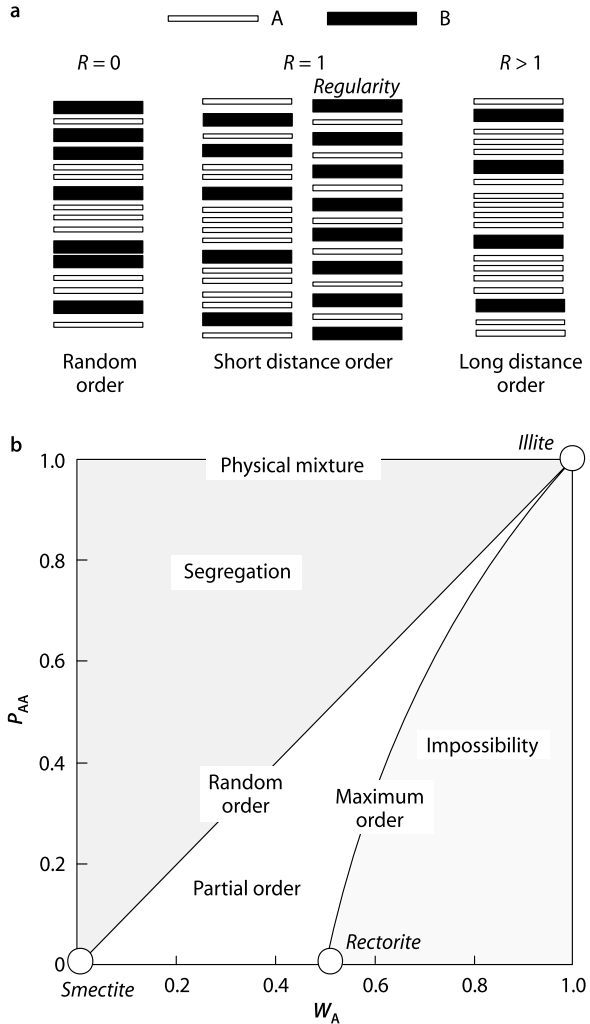 a
A B
R = 0 R = 1 R > 1
Regularity
Random
order
Short distance order
Long distance
order
b
Illite
1.0
Physical mixture
0.8
Segregation
0.6
P_AA
Impossibility
0.4
Random
order
Maximum
order
0.2
Partial order
Rectorite
0
Smectite
0.2 0.4 0.6 0.8 1.0
W_A